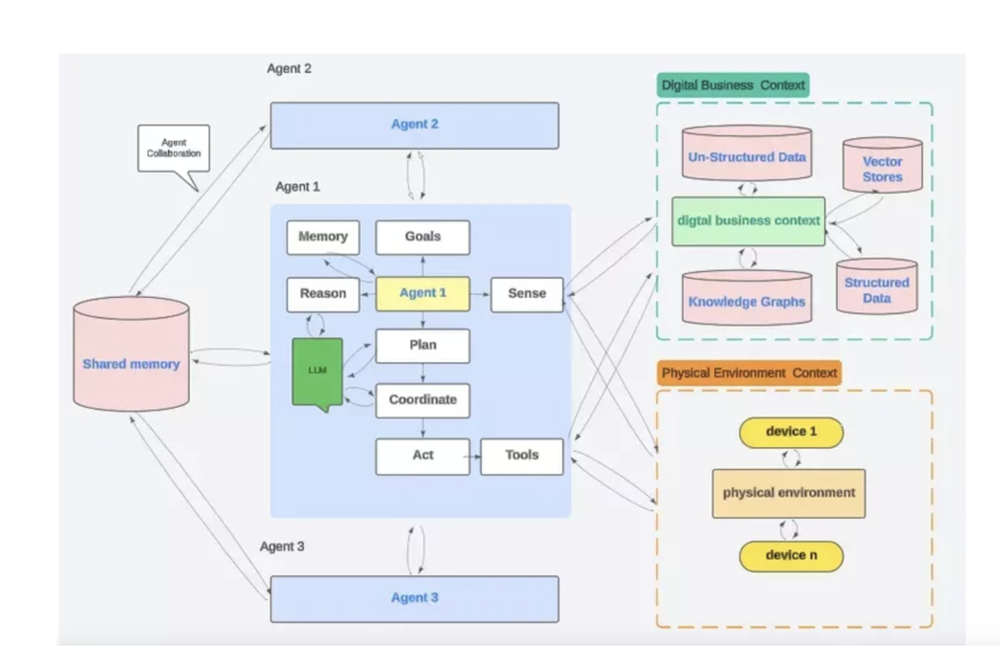 Agent 2
Digital Business  Context
Agent 2
Agent
Collaboration
Un-Structured Data
Vector
Stores
Agent 1
digtal business context
Memory
Goals
Reason
Agent 1
Sense
Structured
Data
Knowledge Graphs
Plan
LLM
Shared memory
Physical Environment  Context
Coordinate
device 1
Act
Tools
physical environment
Agent 3
device n
Agent 3